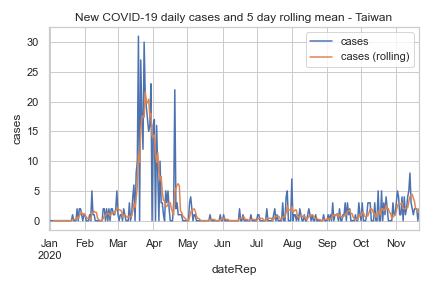 New COVID-19 daily cases and 5 day rolling mean - Taiwan
cases
cases (rolling)
30
25
20
15
10
5
0
cases
Jan Feb Mar Apr May Jun Jul Aug Sep Oct Nov
2020
dateRep